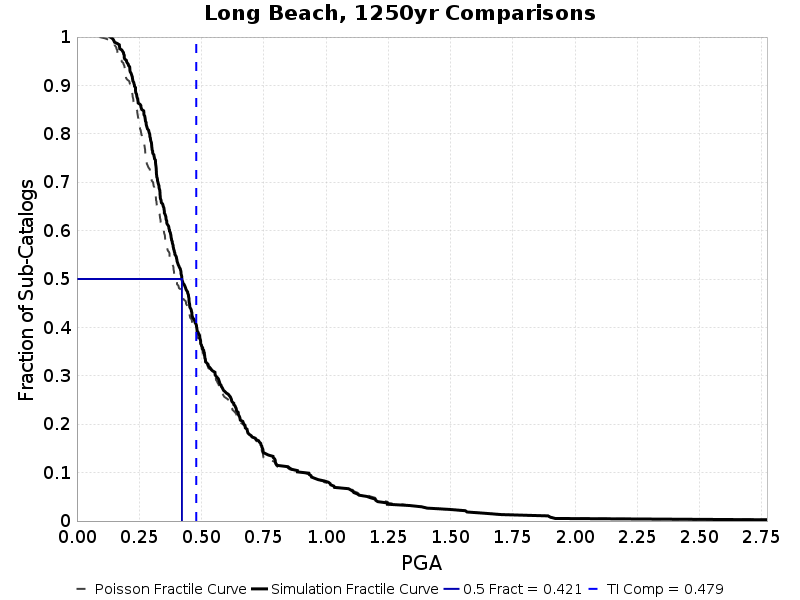 Long Beach, 1250yr Comparisons
Fraction of Sub-Catalogs
1
0.9
0.8
0.7
0.6
0.5
0.4
0.3
0.2
0.1
0
0.00 0.25 0.50 0.75 1.00 1.25 1.50 1.75 2.00 2.25 2.50 2.75
PGA
Poisson Fractile Curve Simulation Fractile Curve 0.5 Fract = 0.421 TI Comp = 0.479